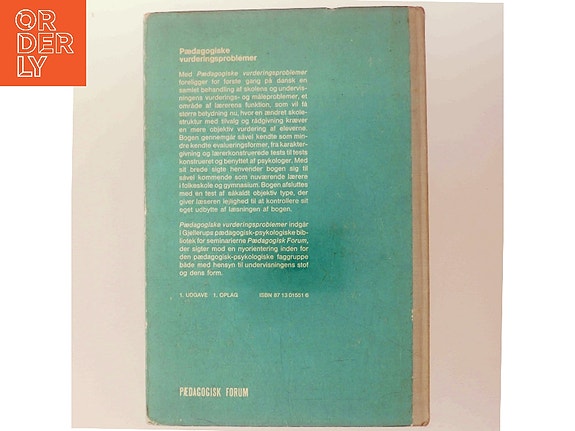 ORDERLY
Pædagogiske
vurderingsproblemer
Med Pædagogiske vurderingsproblemer
foreligger for første gang på dansk en
samlet behandling af skolens og undervis-
ningens vurderings- og måleproblemer, et
område af lærerens funktion, som vil få
større betydning nu, hvor en ændret skole-
struktur med tilvalg og rådgivning kræver
en mere objektiv vurdering af eleverne.
Bogen gennemgår såvel kendte som min-
dre kendte evalueringsformer, fra karakter-
givning og lærerkonstruerede tests til tests
konstrueret og benyttet af psykologer. Med
så brede sigte henvender bogen sig til
såvel kommende som nuværende lærere
i folkeskole og gymnasium. Bogen afsluttes
med en test af såkaldt objektiv type, der
giver læseren lejlighed til at kontrollere sit
eget udbytte af læsningen af bogen.
Pædagogiske vurderingsproblemer indgår
i Gjellerups pædagogisk-psykologiske bib-
liotek for seminarierne Pædagogisk Forum,
der sigter mod en nyorientering inden for
den pædagogisk-psykologiske faggruppe
både med hensyn til undervisningens stof
og dens form.
1. UDGAVE 1. OPLAG ISBN 87 13 01551 6
PÆDAGOGISK FORUM